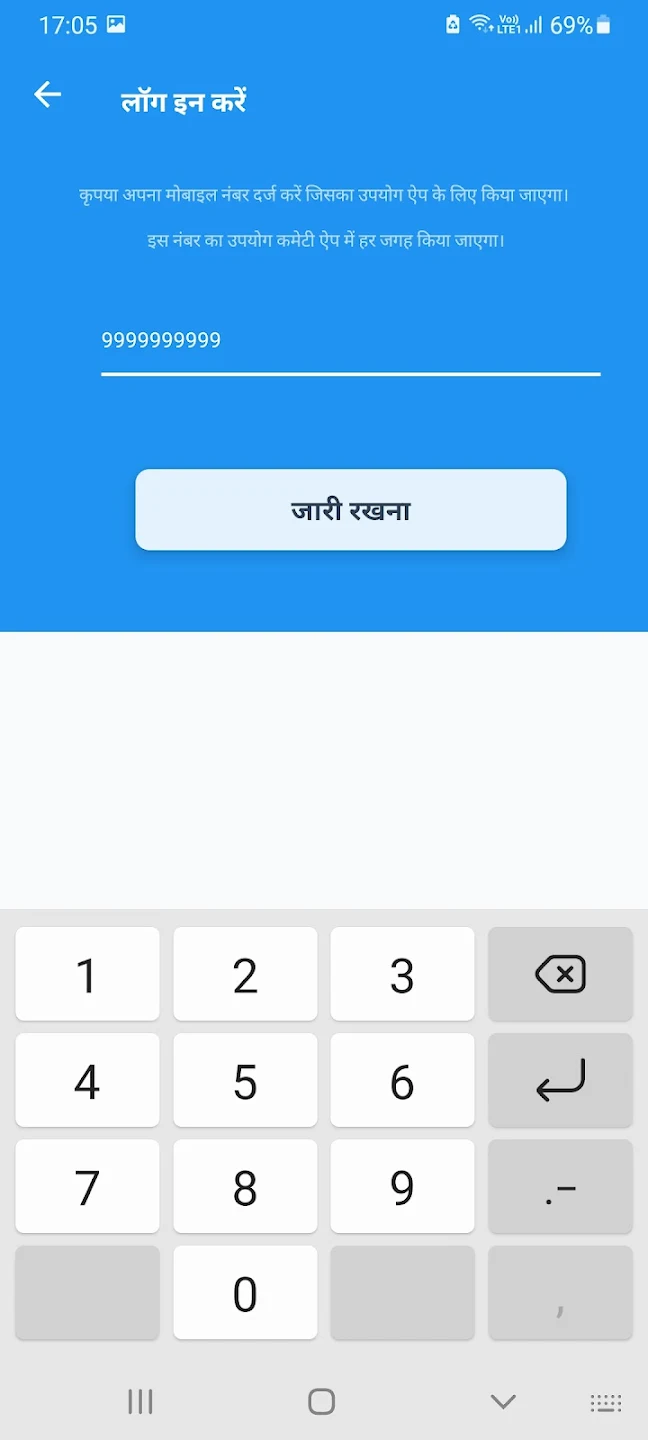 17:05 Vo)) LTE1 69%
लॉग इन करें
कृपया अपना मोबाइल नंबर दर्ज करें जिसका उपयोग ऐप के लिए किया जाएगा।
इस नंबर का उपयोग कमेटी ऐप में हर जगह किया जाएगा।
9999999999
जारी रखना
1 2 3
4 5 6
7 8 9 .–
0 ,